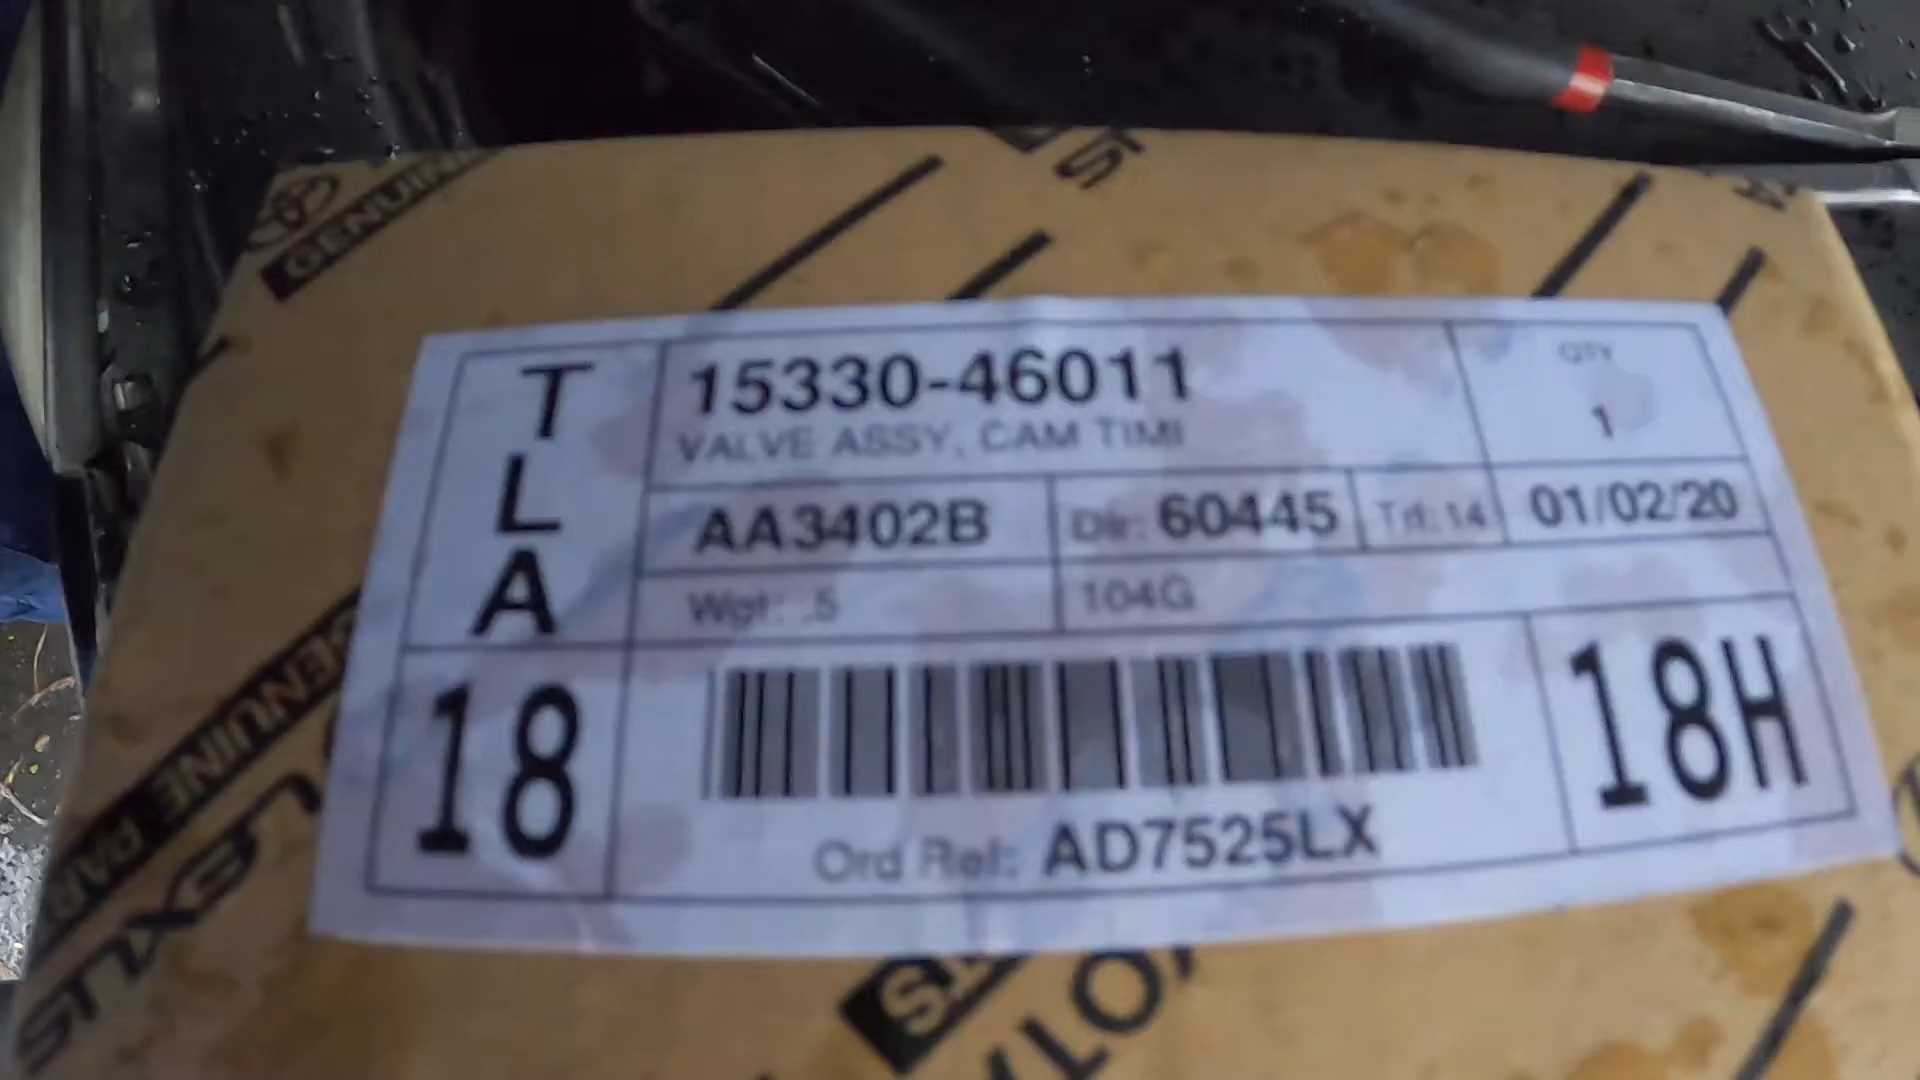 GENUINE
T
L
A
15330-46011
VALVE ASSY, CAM TIMI
QTY
1
AA3402B
Dlr: 60445
Trf: 14
01/02/20
Wgt: .5
104G
18
18H
Ord Ref: AD7525LX
GENUINE PARTS
LEXUS